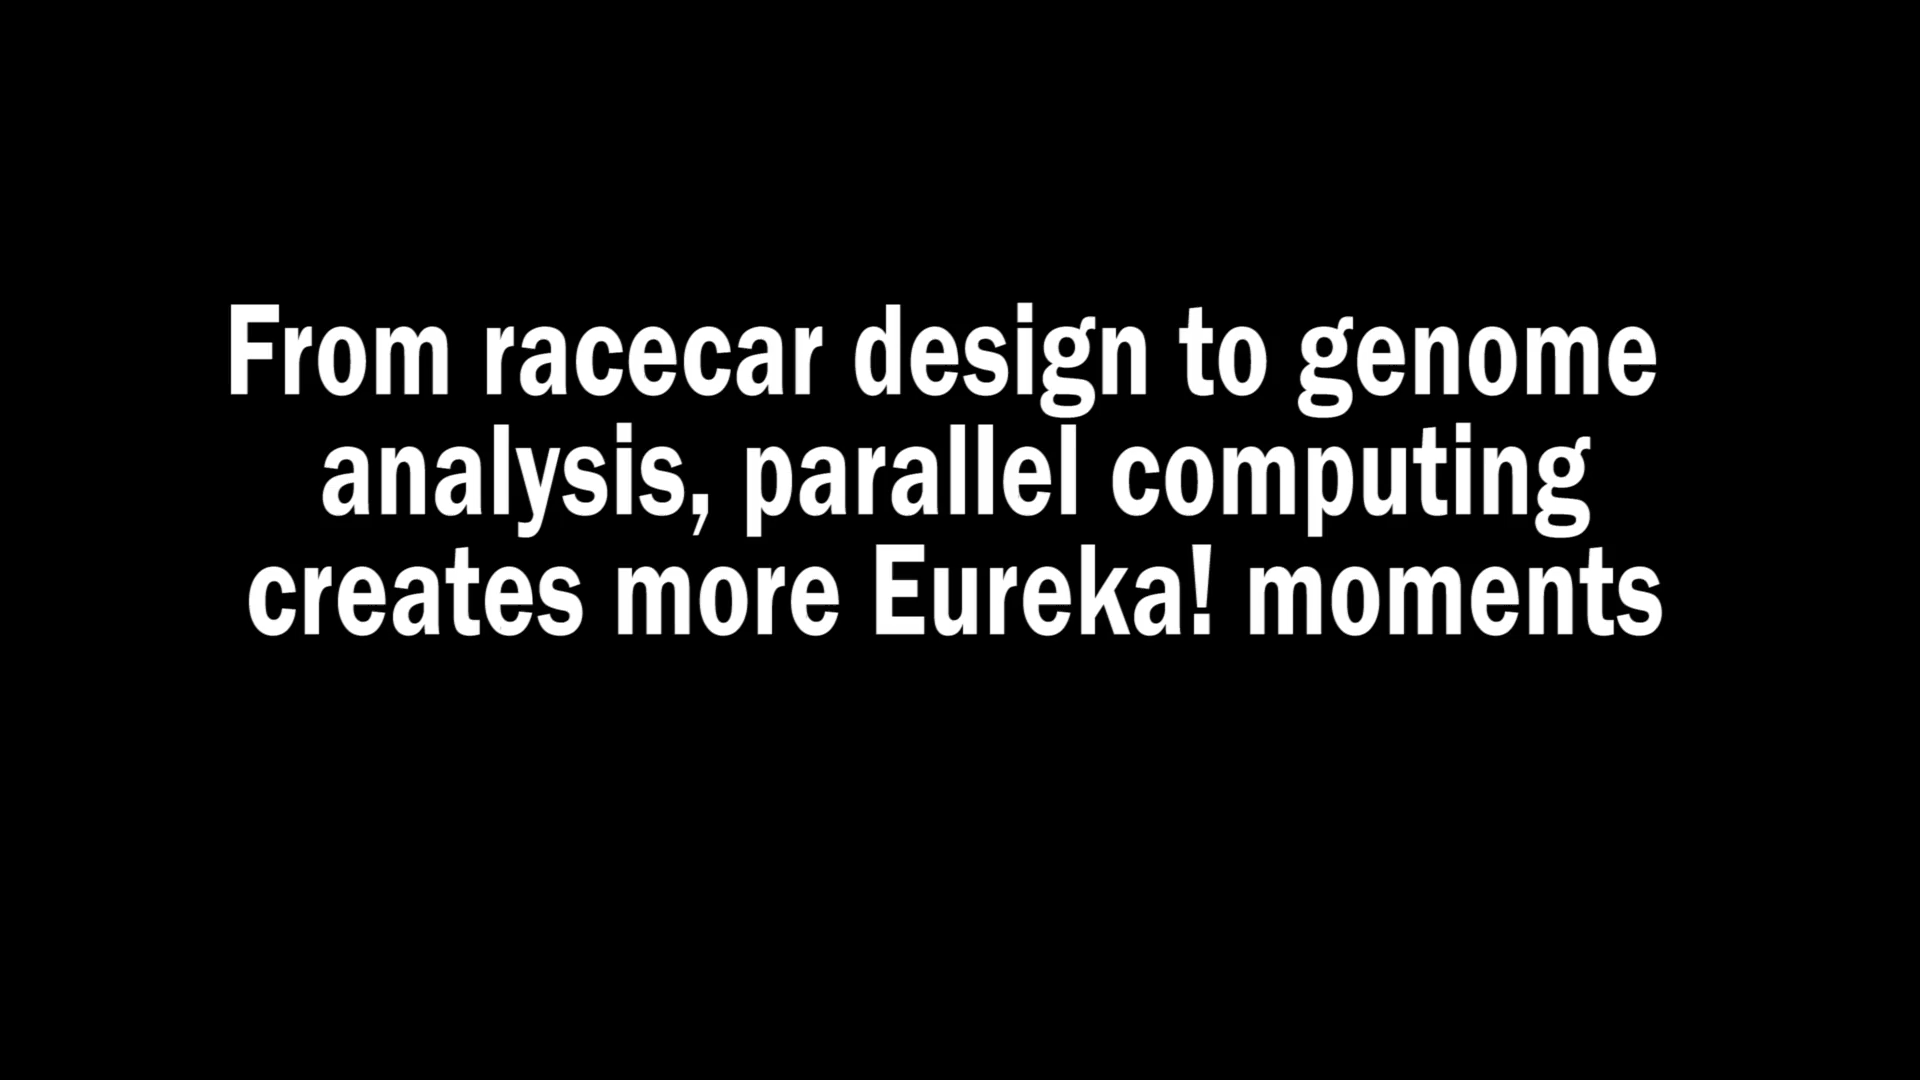 From racecar design to genome
analysis, parallel computing
creates more Eureka! moments